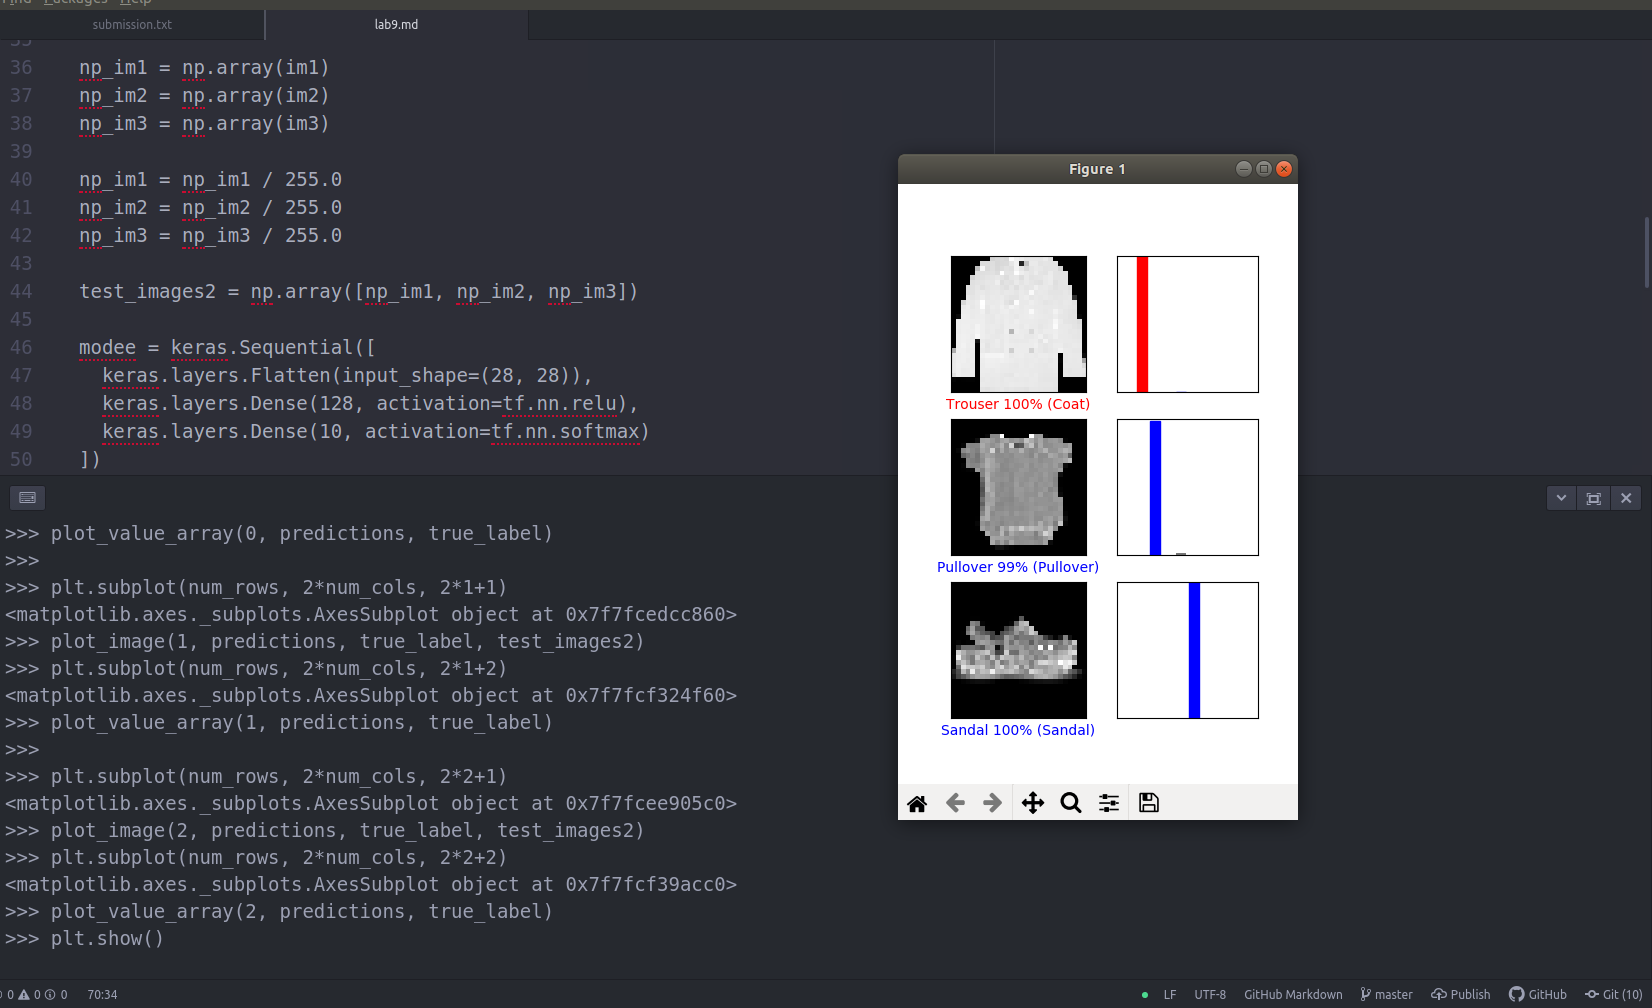 Find Packages Help
submission.txt
lab9.md
35
36 np_im1 = np.array(im1)
37 np_im2 = np.array(im2)
38 np_im3 = np.array(im3)
39
40 np_im1 = np_im1 / 255.0
41 np_im2 = np_im2 / 255.0
42 np_im3 = np_im3 / 255.0
43
44 test_images2 = np.array([np_im1, np_im2, np_im3])
45
46 modee = keras.Sequential([
47 keras.layers.Flatten(input_shape=(28, 28)),
48 keras.layers.Dense(128, activation=tf.nn.relu),
49 keras.layers.Dense(10, activation=tf.nn.softmax)
50 ])
Figure 1
Trouser 100% (Coat)
Pullover 99% (Pullover)
Sandal 100% (Sandal)
>>> plot_value_array(0, predictions, true_label)
>>>
>>> plt.subplot(num_rows, 2*num_cols, 2*1+1)
<matplotlib.axes._subplots.AxesSubplot object at 0x7f7fcedcc860>
>>> plot_image(1, predictions, true_label, test_images2)
>>> plt.subplot(num_rows, 2*num_cols, 2*1+2)
<matplotlib.axes._subplots.AxesSubplot object at 0x7f7fcf324f60>
>>> plot_value_array(1, predictions, true_label)
>>>
>>> plt.subplot(num_rows, 2*num_cols, 2*2+1)
<matplotlib.axes._subplots.AxesSubplot object at 0x7f7fcee905c0>
>>> plot_image(2, predictions, true_label, test_images2)
>>> plt.subplot(num_rows, 2*num_cols, 2*2+2)
<matplotlib.axes._subplots.AxesSubplot object at 0x7f7fcf39acc0>
>>> plot_value_array(2, predictions, true_label)
>>> plt.show()
0 0 0 70:34 LF UTF-8 GitHub Markdown master Publish GitHub Git (10)